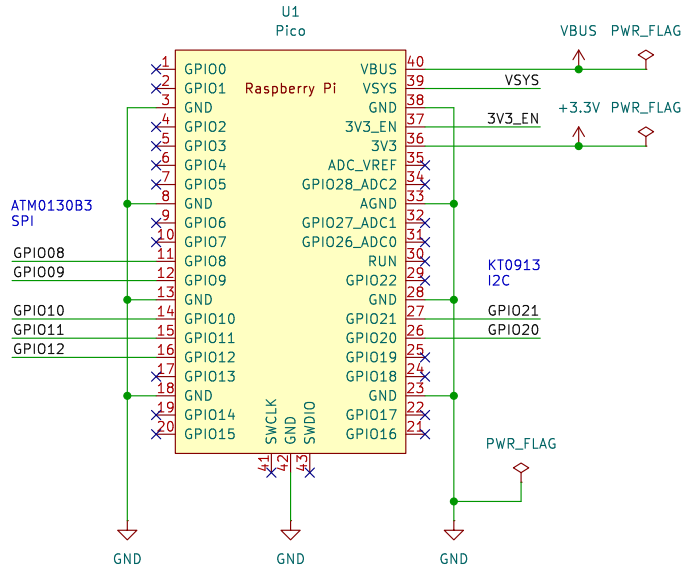 U1
Pico
VBUS PWR_FLAG
1 GPIO0 VBUS 40
2 GPIO1 Raspberry Pi VSYS 39 VSYS
3 GND GND 38
+3.3V PWR_FLAG
4 GPIO2 3V3_EN 37 3V3_EN
5 GPIO3 3V3 36
6 GPIO4 ADC_VREF 35
7 GPIO5 GPIO28_ADC2 34
ATM0130B3
SPI
8 GND AGND 33
9 GPIO6 GPIO27_ADC1 32
10 GPIO7 GPIO26_ADC0 31
GPIO08 11 GPIO8 RUN 30
KT0913
I2C
GPIO09 12 GPIO9 GPIO22 29
13 GND GND 28
GPIO10 14 GPIO10 GPIO21 27 GPIO21
GPIO11 15 GPIO11 GPIO20 26 GPIO20
GPIO12 16 GPIO12 GPIO19 25
17 GPIO13 GPIO18 24
18 GND GND 23
19 GPIO14 GPIO17 22
20 GPIO15 GPIO16 21
SWCLK GND SWDIO
41 42 43
PWR_FLAG
GND GND GND